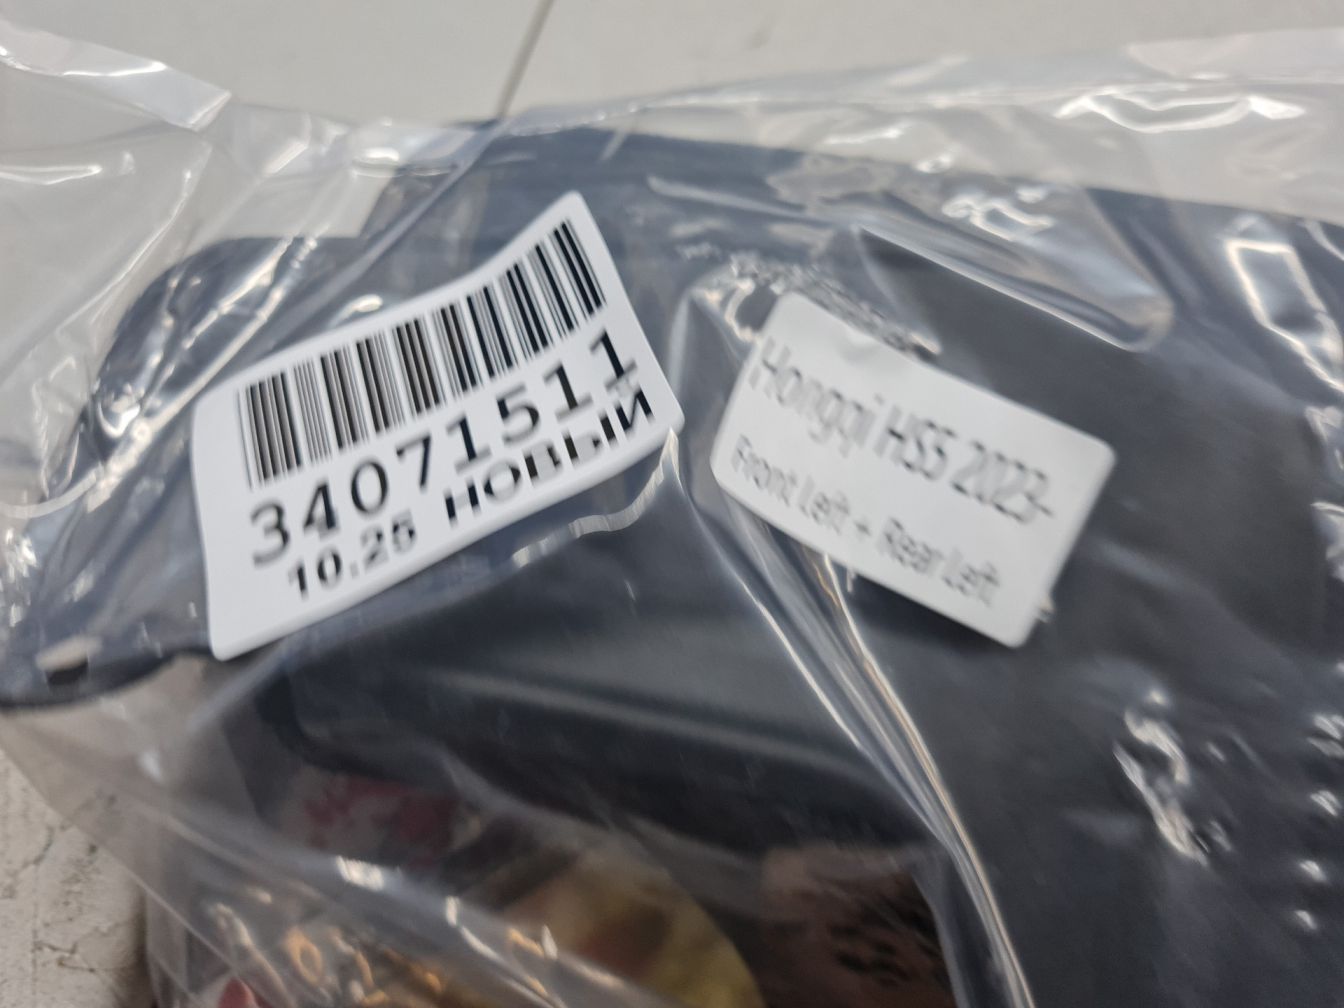 34071511
10.25 НОВЫЙ
Hongqi HS5 2023-
Front Left + Rear Left